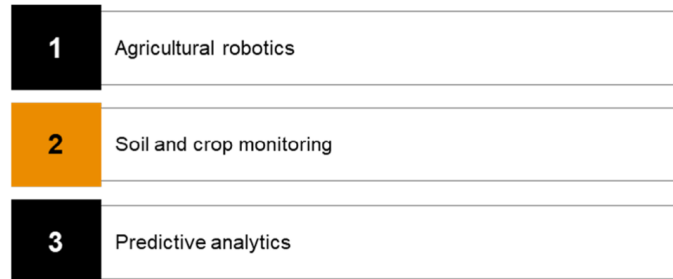 1 Agricultural robotics
2 Soil and crop monitoring
3 Predictive analytics